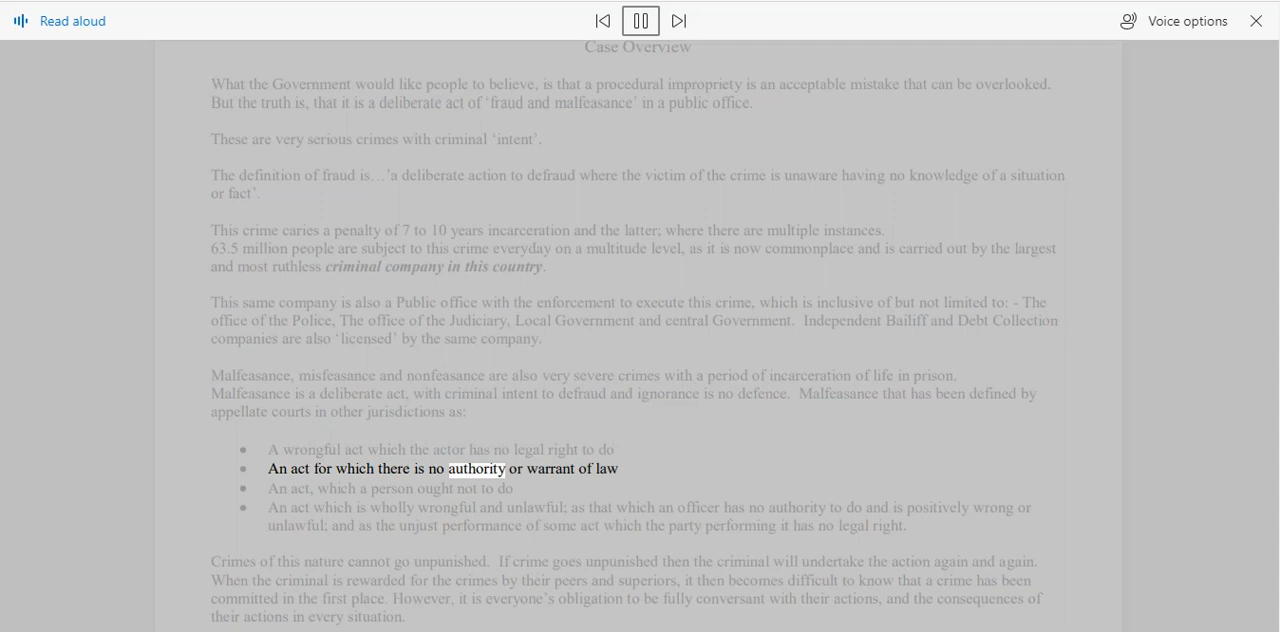 Read aloud
Voice options
Case Overview
What the Government would like people to believe, is that a procedural impropriety is an acceptable mistake that can be overlooked.
But the truth is, that it is a deliberate act of ‘fraud and malfeasance’ in a public office.
These are very serious crimes with criminal ‘intent’.
The definition of fraud is…’a deliberate action to defraud where the victim of the crime is unaware having no knowledge of a situation
or fact’.
This crime caries a penalty of 7 to 10 years incarceration and the latter; where there are multiple instances.
63.5 million people are subject to this crime everyday on a multitude level, as it is now commonplace and is carried out by the largest
and most ruthless criminal company in this country.
This same company is also a Public office with the enforcement to execute this crime, which is inclusive of but not limited to: - The
office of the Police, The office of the Judiciary, Local Government and central Government. Independent Bailiff and Debt Collection
companies are also ‘licensed’ by the same company.
Malfeasance, misfeasance and nonfeasance are also very severe crimes with a period of incarceration of life in prison.
Malfeasance is a deliberate act, with criminal intent to defraud and ignorance is no defence. Malfeasance that has been defined by
appellate courts in other jurisdictions as:
• A wrongful act which the actor has no legal right to do
• An act for which there is no authority or warrant of law
• An act, which a person ought not to do
• An act which is wholly wrongful and unlawful; as that which an officer has no authority to do and is positively wrong or
unlawful; and as the unjust performance of some act which the party performing it has no legal right.
Crimes of this nature cannot go unpunished. If crime goes unpunished then the criminal will undertake the action again and again.
When the criminal is rewarded for the crimes by their peers and superiors, it then becomes difficult to know that a crime has been
committed in the first place. However, it is everyone’s obligation to be fully conversant with their actions, and the consequences of
their actions in every situation.